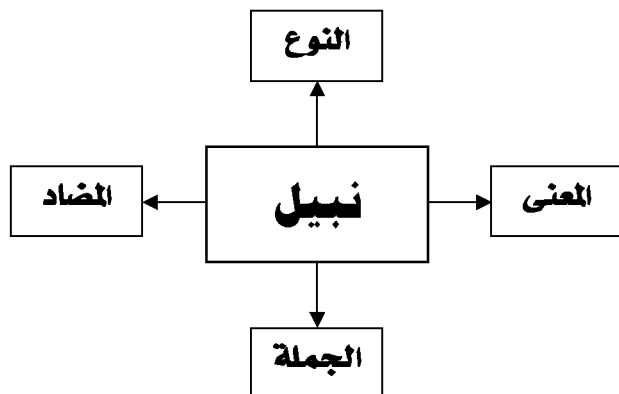 النوع
المعنى
نبيل
المضاد
الجملة